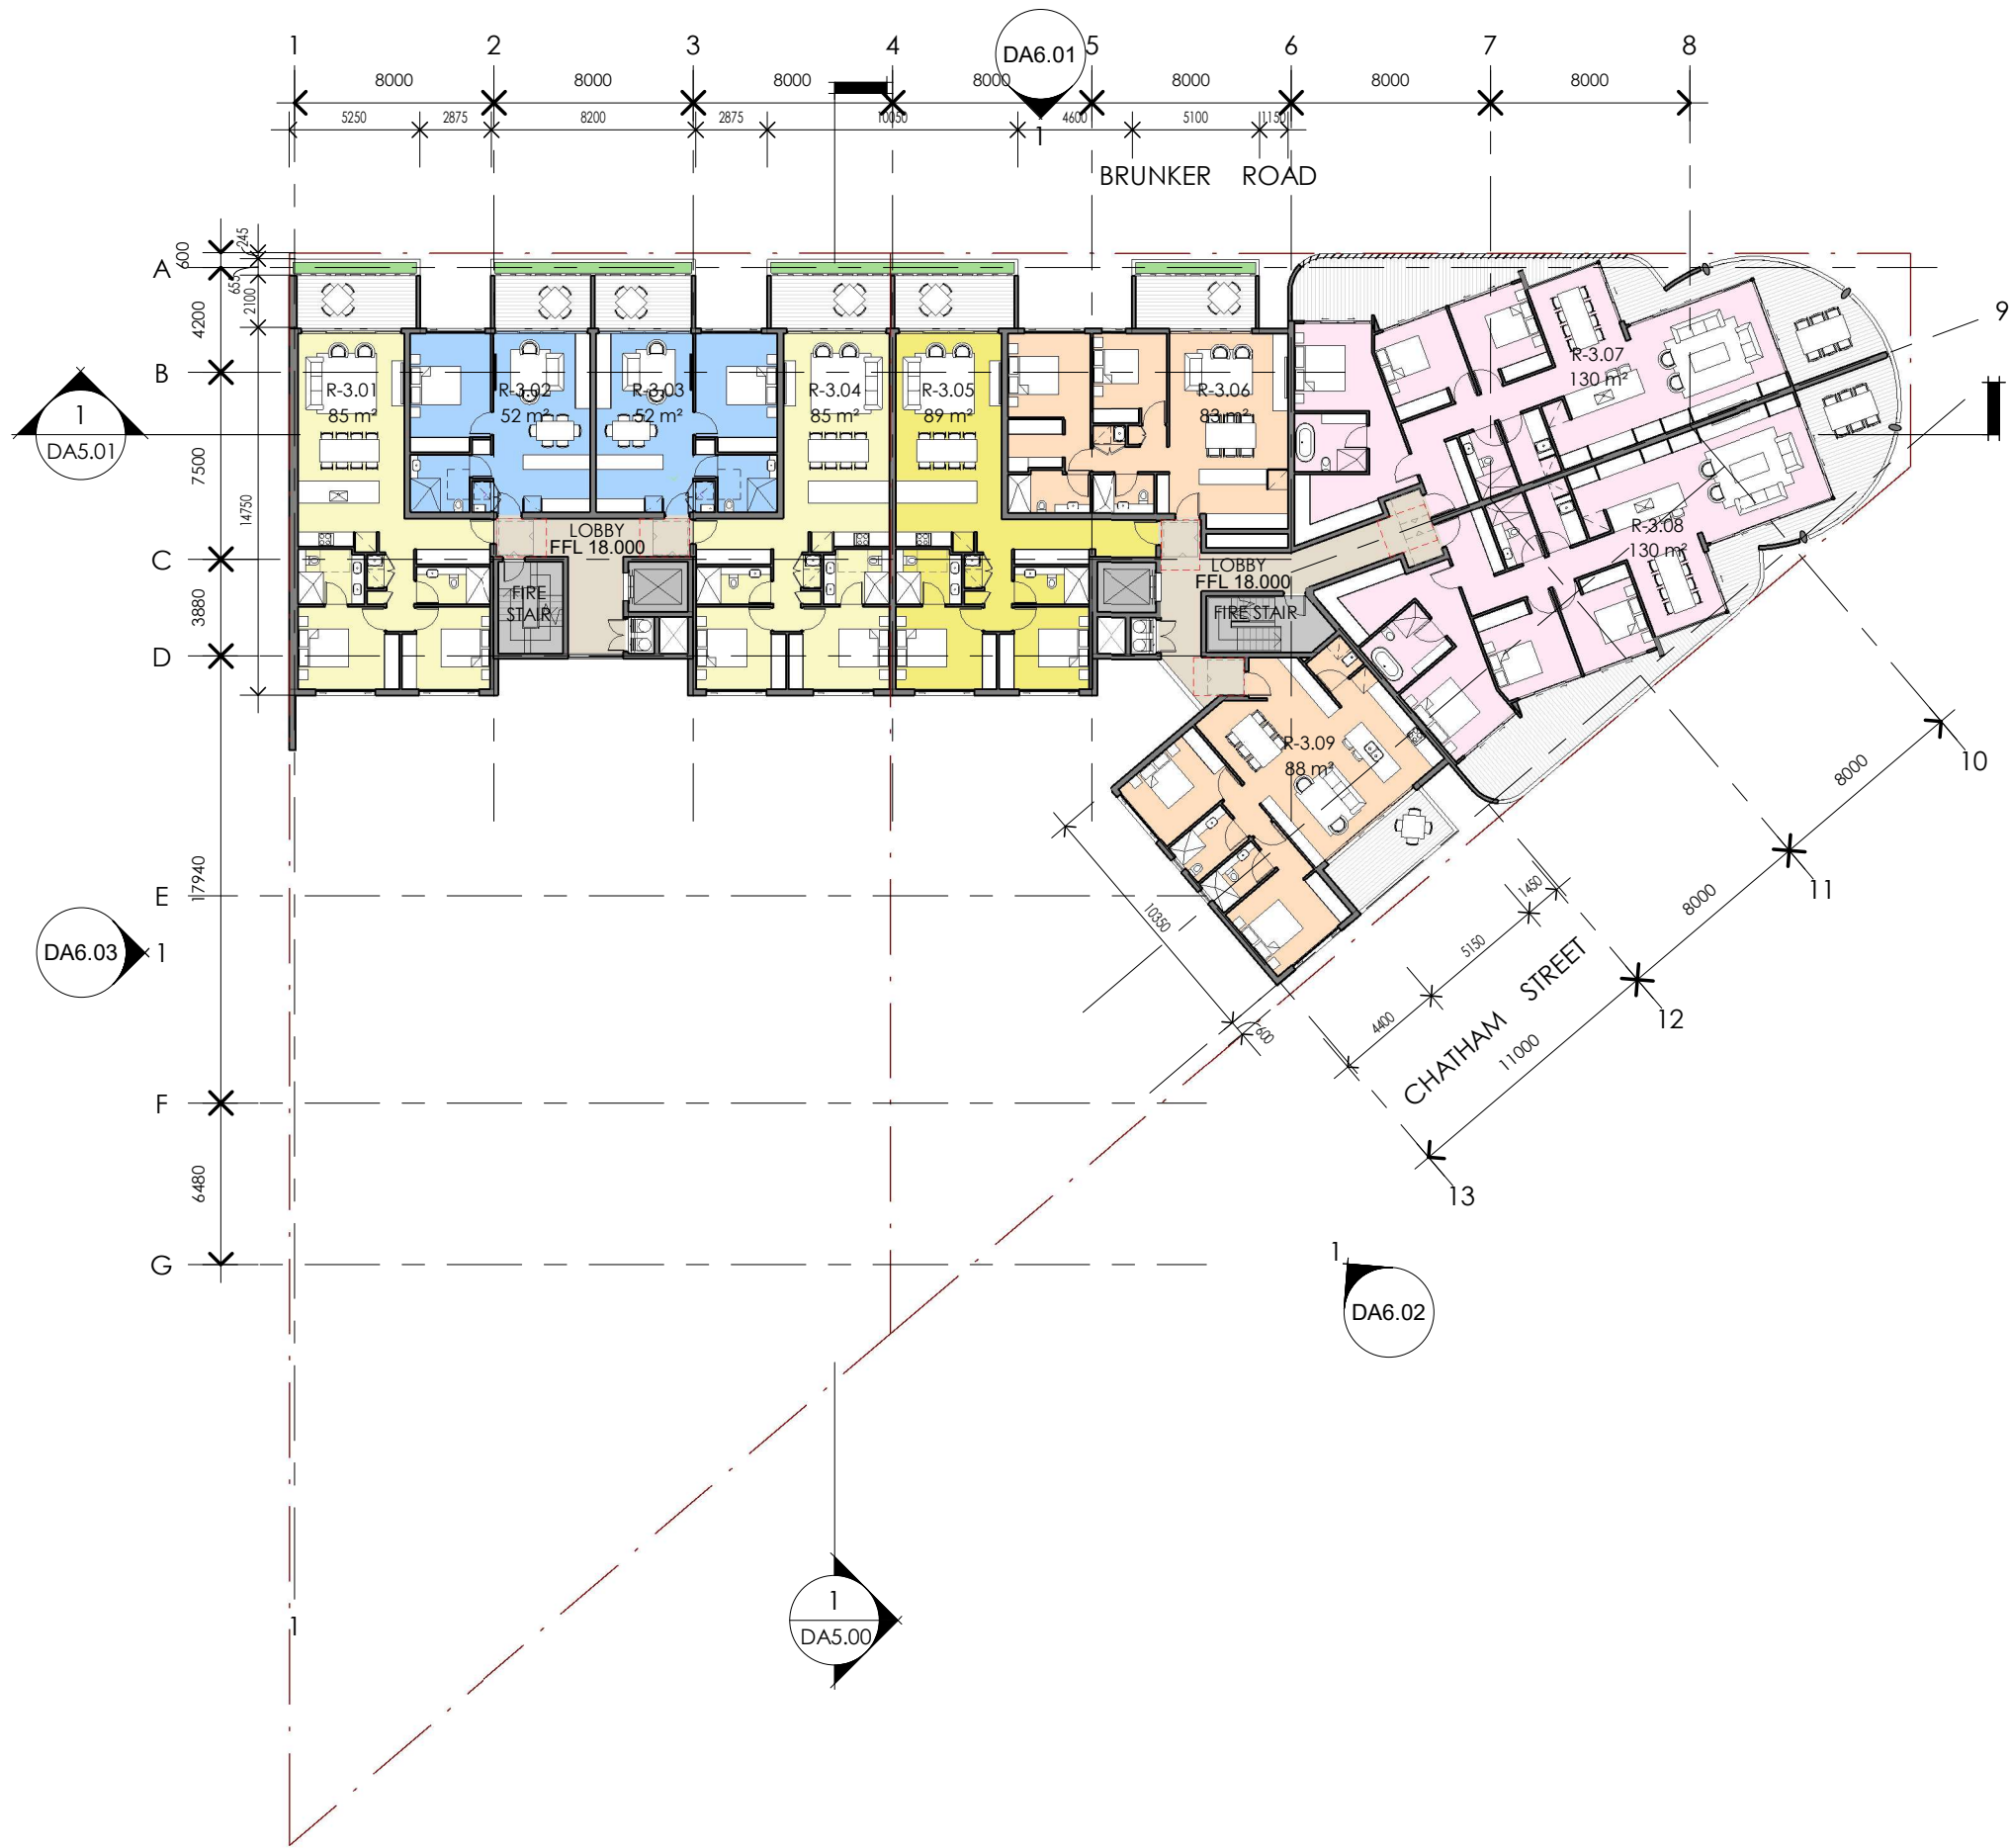 1 2 3 4 5 6 7 8
DA6.01
1
8000 8000 8000 8000 8000 8000 8000
5250 2875 8200 2875 10050 4600 5100 1150
BRUNKER ROAD
A
B
C
D
E
F
G
600
245
655
2100
4200
7500
14750
3880
17940
6480
1
DA5.01
DA6.03
1
R-3.01
85 m²
R-3.02
52 m²
R-3.03
52 m²
R-3.04
85 m²
R-3.05
89 m²
R-3.06
83 m²
R-3.07
130 m²
R-3.08
130 m²
R-3.09
88 m²
LOBBY
FFL 18.000
LOBBY
FFL 18.000
FIRE
STAIR
FIRE STAIR
9
10
11
12
13
8000
8000
11000
1450
5150
4400
10350
600
CHATHAM STREET
1
DA6.02
1
DA5.00
1